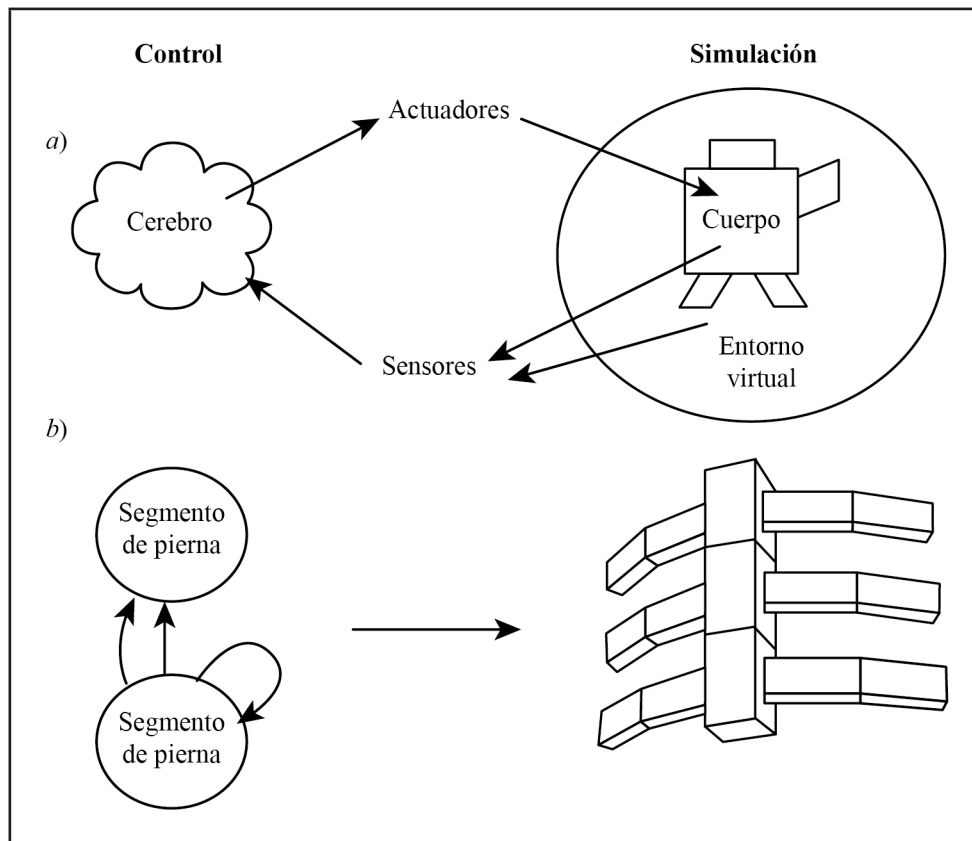 Control
Simulación
a)
Actuadores
Cerebro
Cuerpo
Sensores
Entorno
virtual
b)
Segmento
de pierna
Segmento
de pierna